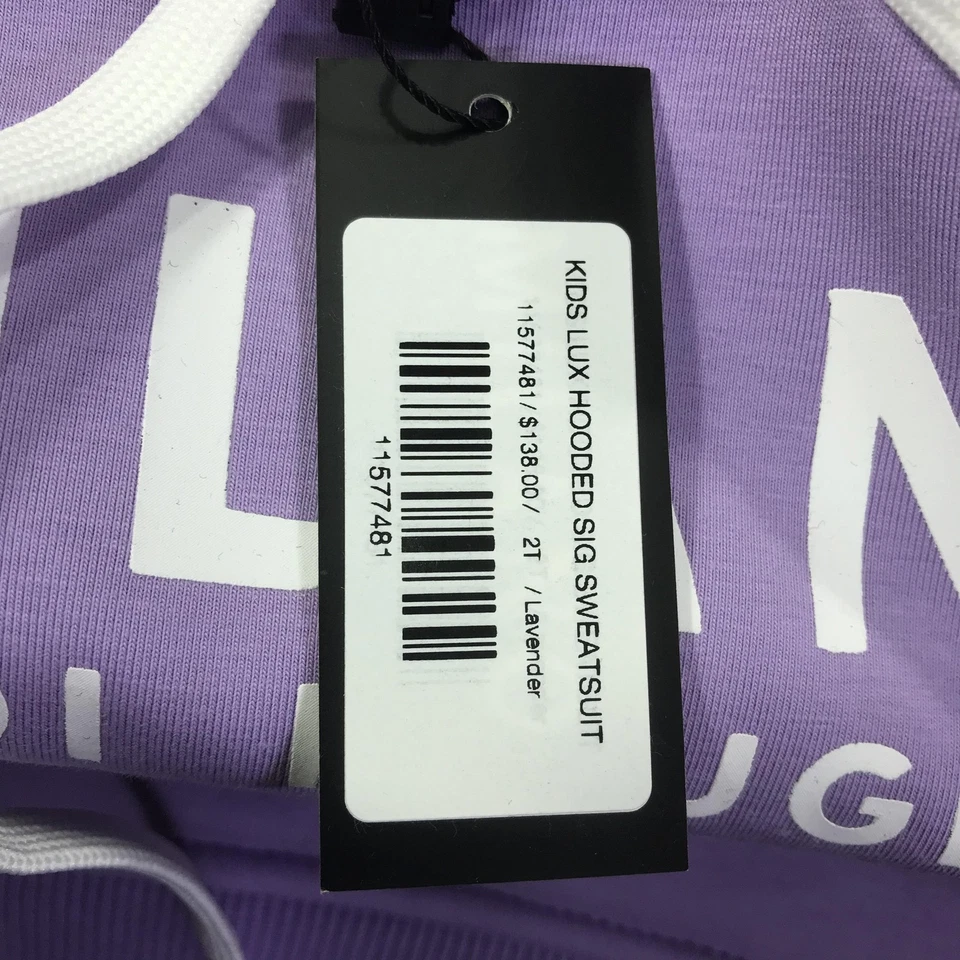 KIDS LUX HOODED SIG SWEATSUIT
11577481/ $138.00 / 2T / Lavender
11577481